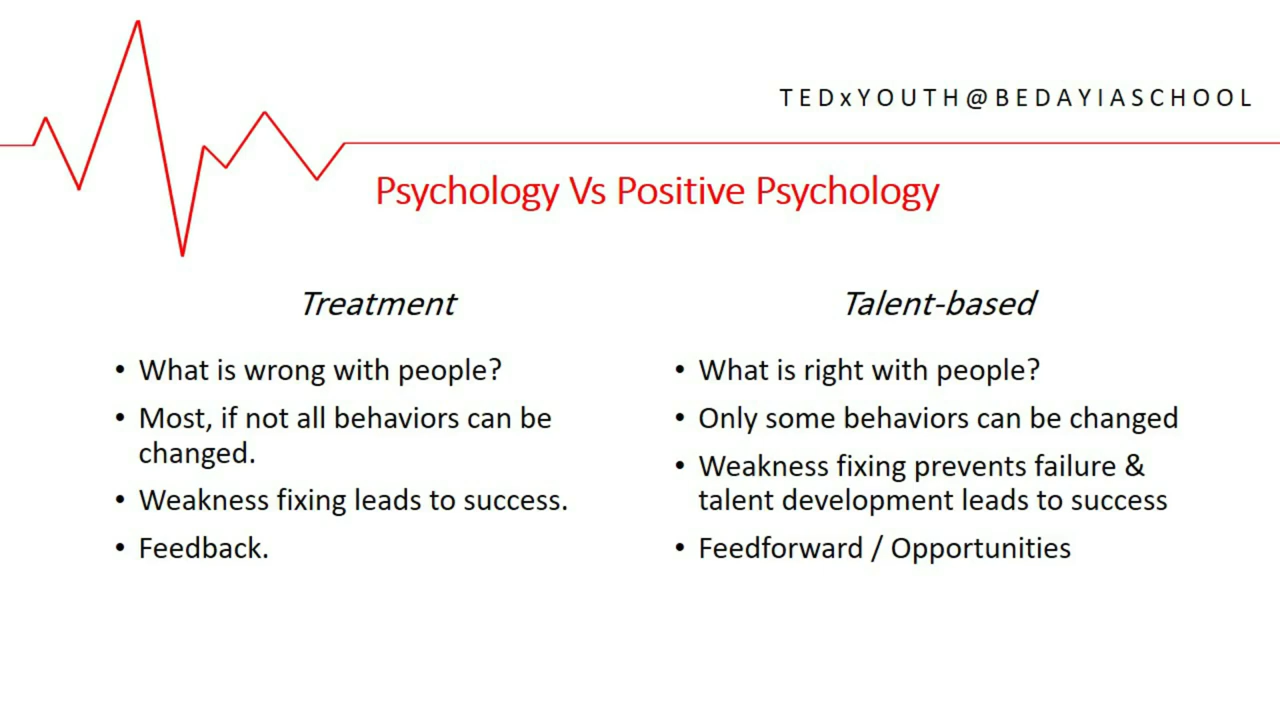 TEDxYOUTH@BEDAYIASCHOOL
Psychology Vs Positive Psychology
Treatment
• What is wrong with people?
• Most, if not all behaviors can be
changed.
• Weakness fixing leads to success.
• Feedback.
Talent-based
• What is right with people?
• Only some behaviors can be changed
• Weakness fixing prevents failure &
talent development leads to success
• Feedforward / Opportunities